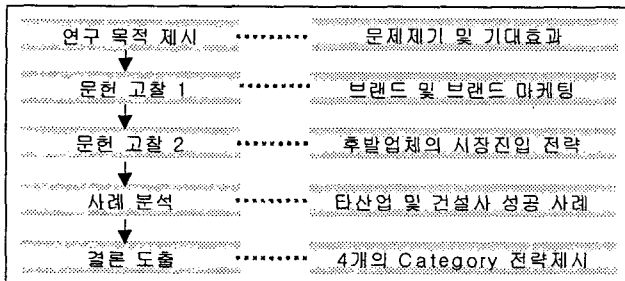 연구 목적 제시 문제제기 및 기대효과
문헌 고찰 1 브랜드 및 브랜드 마케팅
문헌 고찰 2 후발업체의 시장진입 전략
사례 분석 타산업 및 건설사 성공 사례
결론 도출 4개의 Category 전략제시